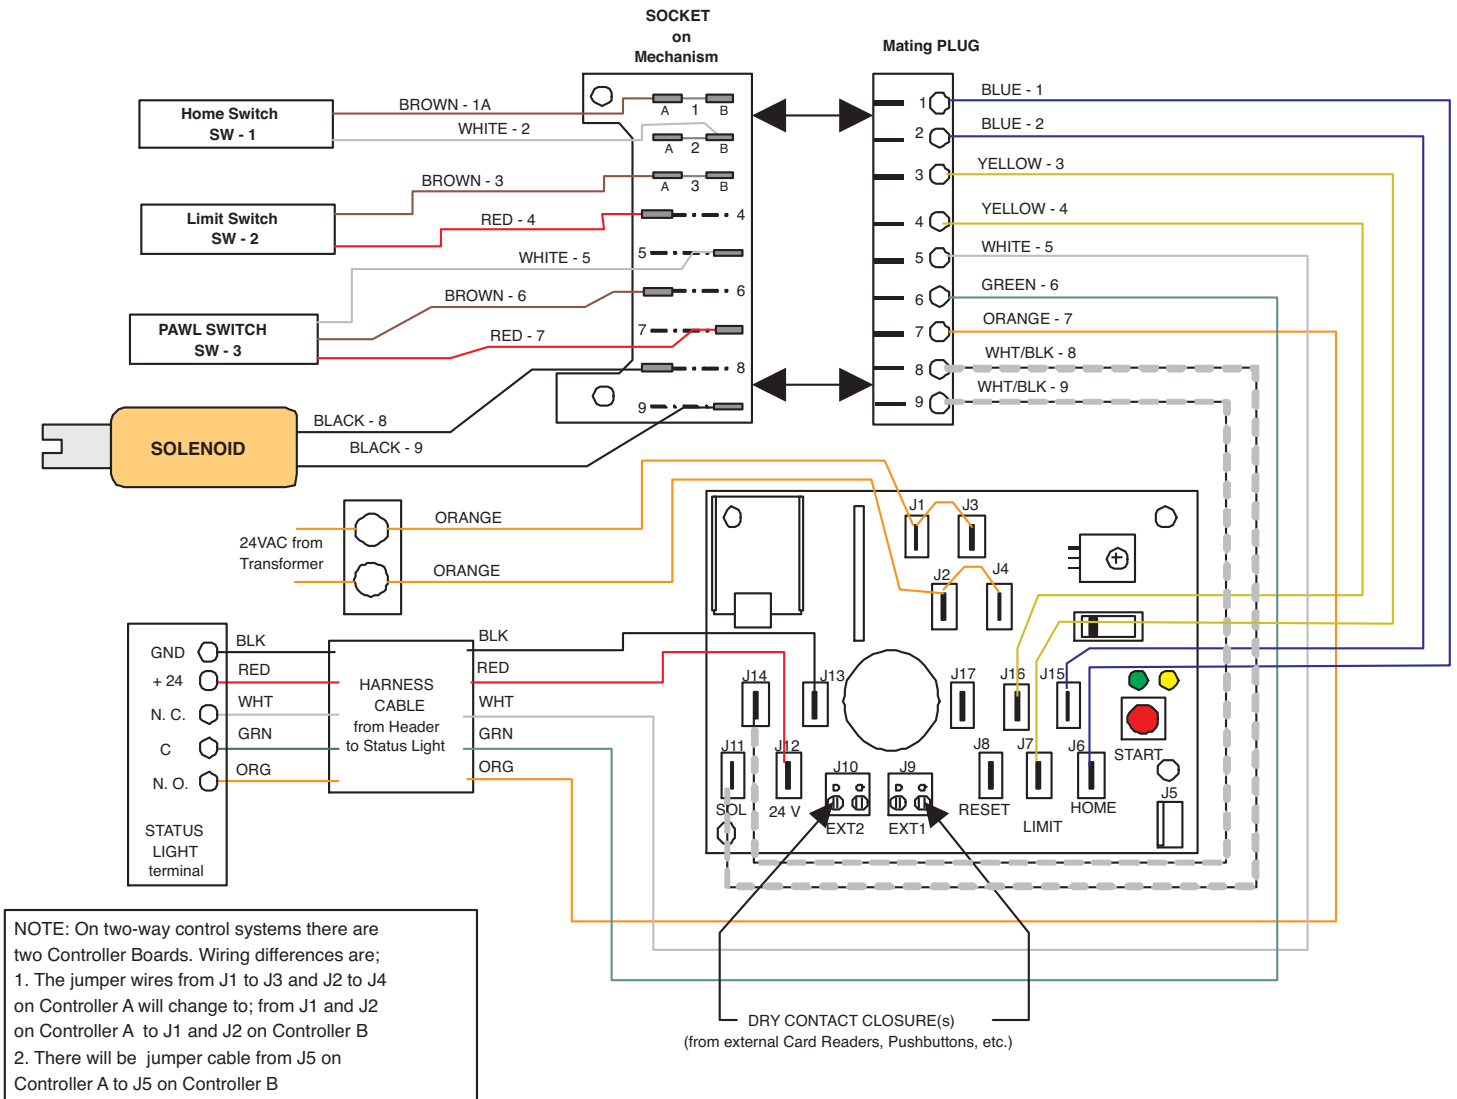 SOCKET
on
Mechanism
Mating PLUG
Home Switch
SW - 1
BROWN - 1A
WHITE - 2
A 1 B
A 2 B
A 3 B
4
5
6
7
8
9
Limit Switch
SW - 2
BROWN - 3
RED - 4
WHITE - 5
BROWN - 6
RED - 7
PAWL SWITCH
SW - 3
SOLENOID
BLACK - 8
BLACK - 9
1
2
3
4
5
6
7
8
9
BLUE - 1
BLUE - 2
YELLOW - 3
YELLOW - 4
WHITE - 5
GREEN - 6
ORANGE - 7
WHT/BLK - 8
WHT/BLK - 9
24VAC from
Transformer
ORANGE
ORANGE
J1
J3
J2
J4
GND
+ 24
N. C.
C
N. O.
STATUS
LIGHT
terminal
BLK
RED
WHT
GRN
ORG
HARNESS
CABLE
from Header
to Status Light
BLK
RED
WHT
GRN
ORG
J14
J13
J17
J16
J15
J11
J12
J10
J9
J8
J7
J6
J5
START
SOL
24 V
EXT2
EXT1
RESET
LIMIT
HOME
DRY CONTACT CLOSURE(s)
(from external Card Readers, Pushbuttons, etc.)
NOTE: On two-way control systems there are
two Controller Boards. Wiring differences are;
1. The jumper wires from J1 to J3 and J2 to J4
on Controller A will change to; from J1 and J2
on Controller A to J1 and J2 on Controller B
2. There will be jumper cable from J5 on
Controller A to J5 on Controller B